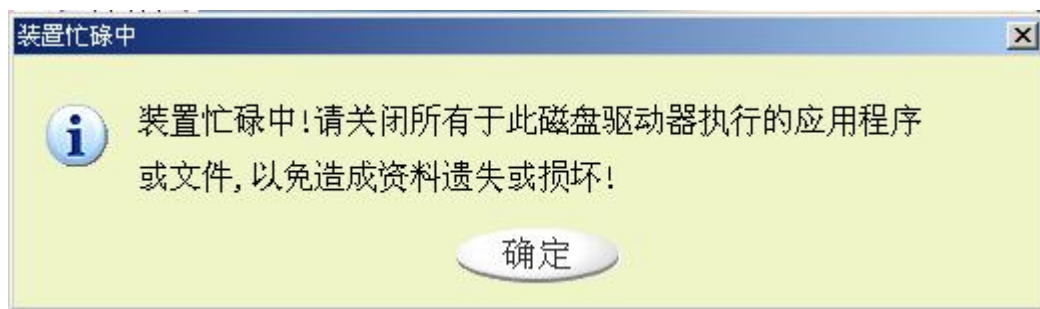 装置忙碌中
装置忙碌中!请关闭所有于此磁盘驱动器执行的应用程序
或文件,以免造成资料遗失或损坏!
确定